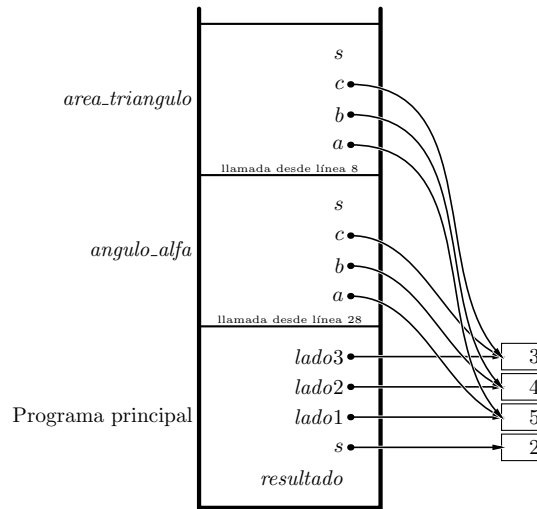 s
c
area_triangulo
b
a
llamada desde línea 8
s
c
angulo_alfa
b
a
llamada desde línea 28
lado3 3
lado2 4
Programa principal lado1 5
s 2
resultado